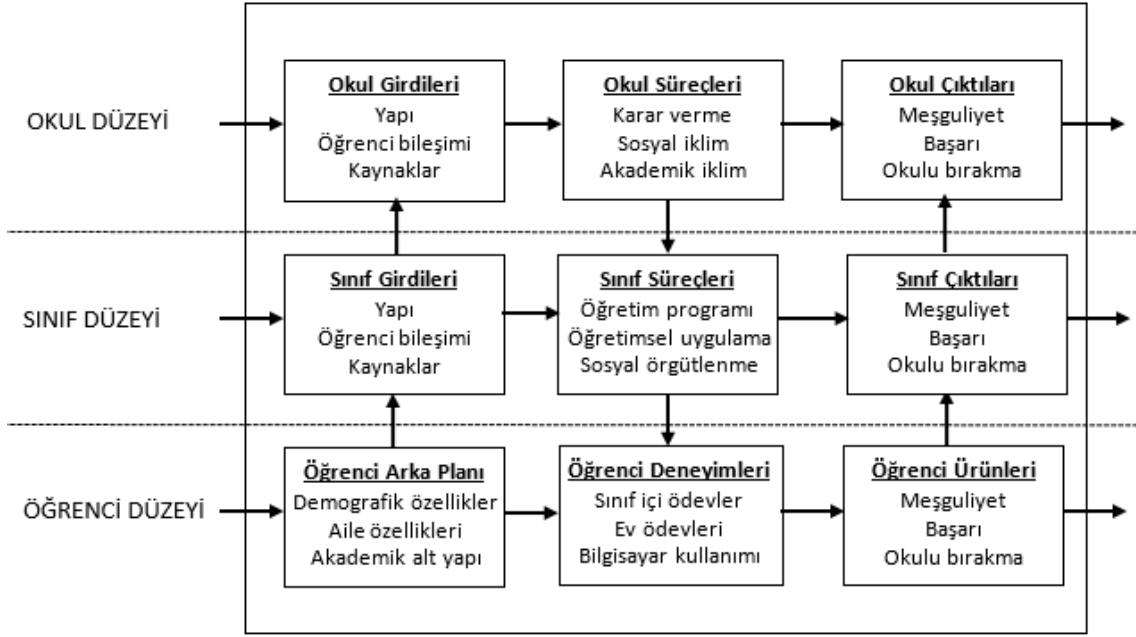 OKUL DÜZEYİ
Okul Girdileri
Yapı
Öğrenci bileşimi
Kaynaklar
Okul Süreçleri
Karar verme
Sosyal iklim
Akademik iklim
Okul Çıktıları
Meşguliyet
Başarı
Okulu bırakma
SINIF DÜZEYİ
Sınıf Girdileri
Yapı
Öğrenci bileşimi
Kaynaklar
Sınıf Süreçleri
Öğretim programı
Öğretimsel uygulama
Sosyal örgütlenme
Sınıf Çıktıları
Meşguliyet
Başarı
Okulu bırakma
ÖĞRENCİ DÜZEYİ
Öğrenci Arka Planı
Demografik özellikler
Aile özellikleri
Akademik alt yapı
Öğrenci Deneyimleri
Sınıf içi ödevler
Ev ödevleri
Bilgisayar kullanımı
Öğrenci Ürünleri
Meşguliyet
Başarı
Okulu bırakma